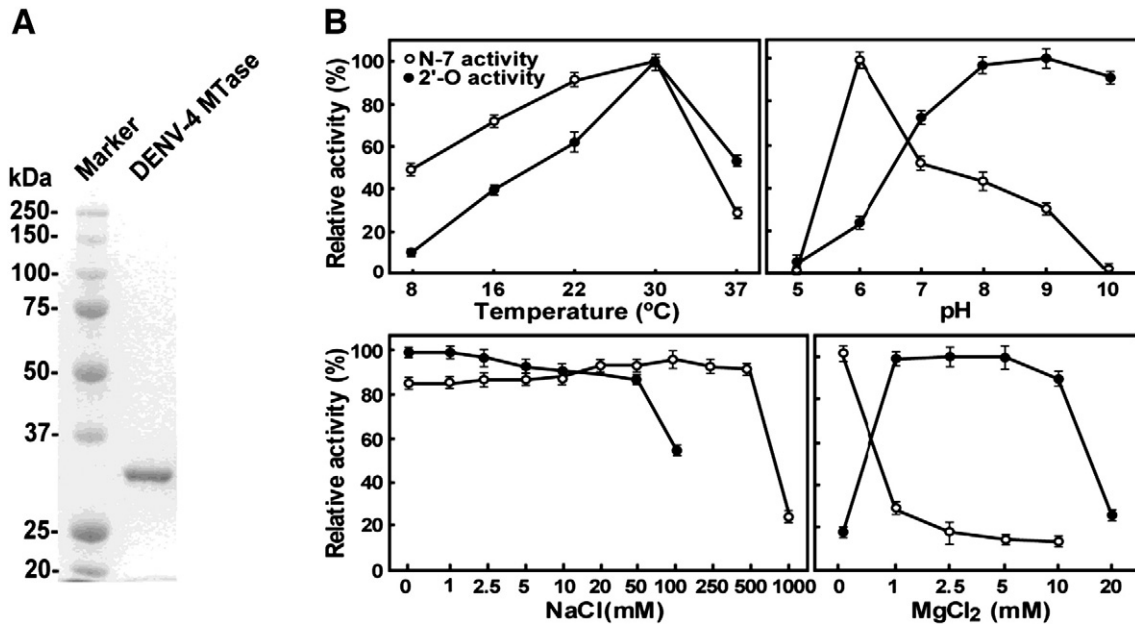 A
Marker
DENV-4 MTase
kDa
250-
150-
100-
75-
50-
37-
25-
20-
B
N-7 activity
2'-O activity
Relative activity (%)
100
80
60
40
20
0
8 16 22 30 37
Temperature (ºC)
5 6 7 8 9 10
pH
Relative activity (%)
100
80
60
40
20
0
0 1 2.5 5 10 20 50 100 250 500 1000
NaCl(mM)
0 1 2.5 5 10 20
MgCl₂ (mM)